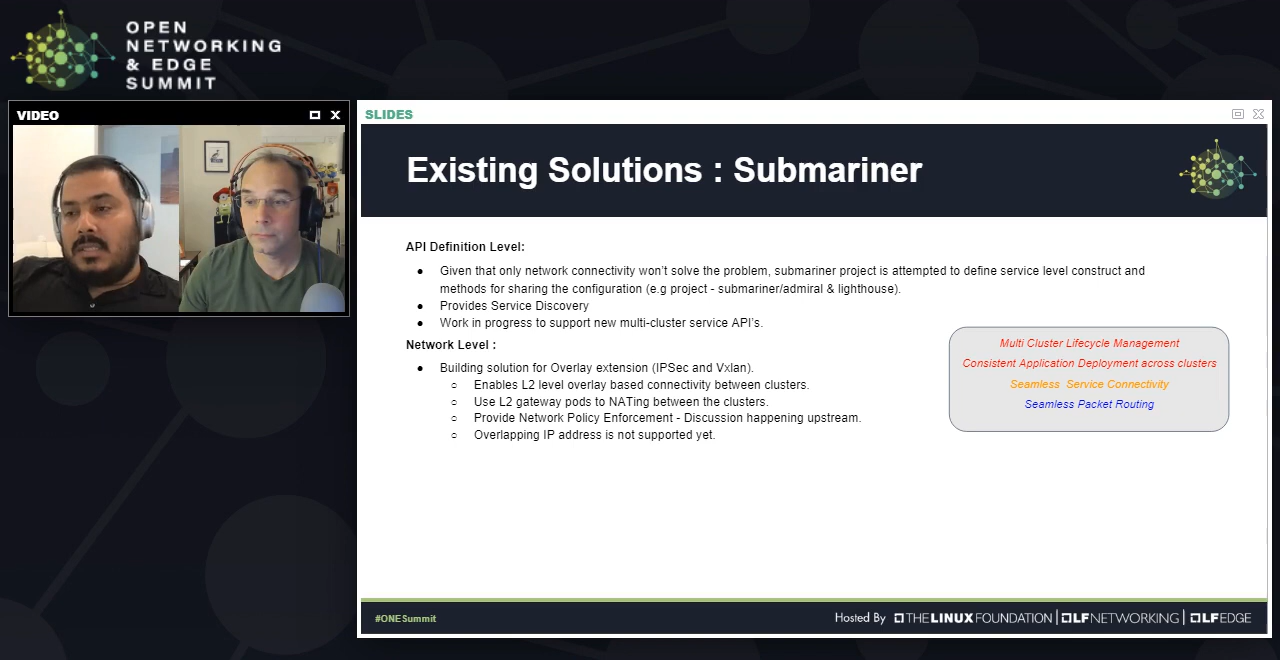 OPEN
NETWORKING
& EDGE
SUMMIT
VIDEO
SLIDES
Existing Solutions : Submariner
API Definition Level:
● Given that only network connectivity won't solve the problem, submariner project is attempted to define service level construct and
methods for sharing the configuration (e.g project - submariner/admiral & lighthouse).
● Provides Service Discovery
● Work in progress to support new multi-cluster service API's.
Network Level :
● Building solution for Overlay extension (IPSec and Vxlan).
○ Enables L2 level overlay based connectivity between clusters.
○ Use L2 gateway pods to NATing between the clusters.
○ Provide Network Policy Enforcement - Discussion happening upstream.
○ Overlapping IP address is not supported yet.
Multi Cluster Lifecycle Management
Consistent Application Deployment across clusters
Seamless Service Connectivity
Seamless Packet Routing
#ONESummit
Hosted By THE LINUX FOUNDATION | LF NETWORKING | LF EDGE